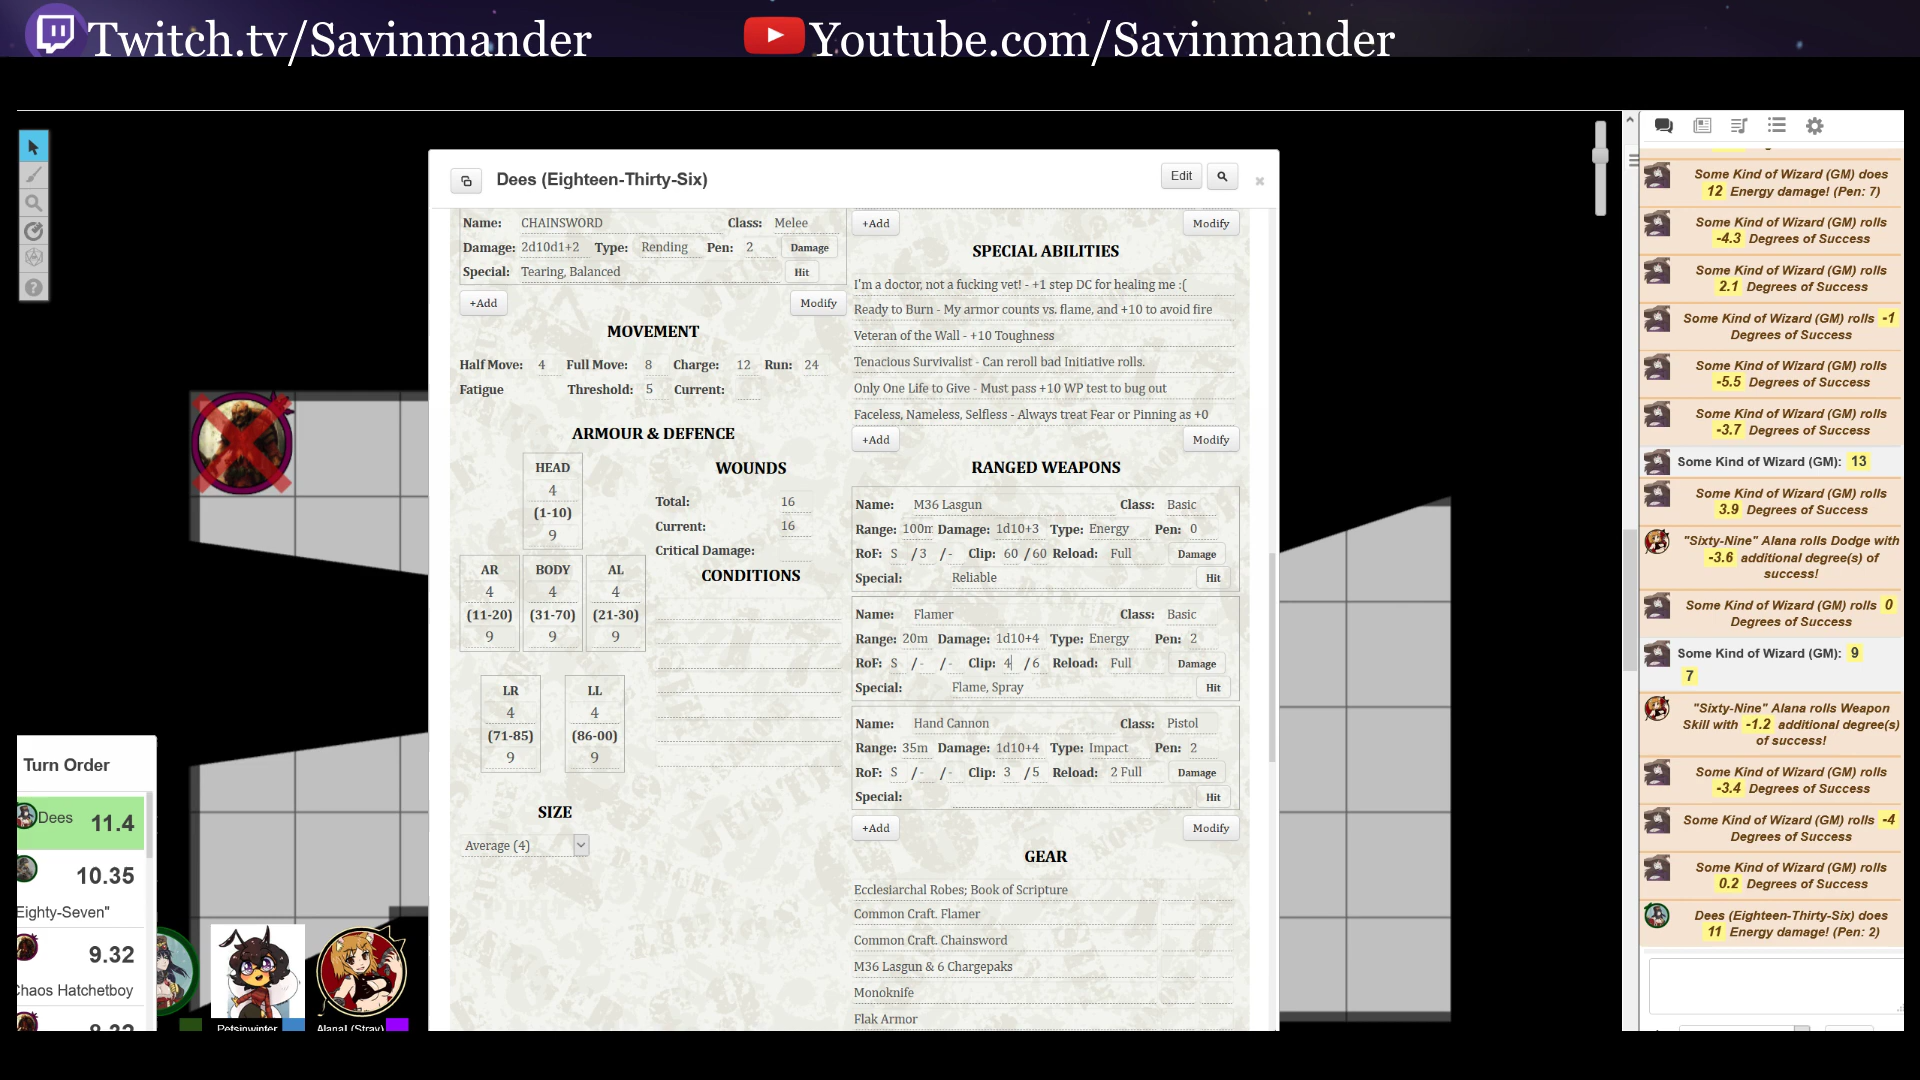 Twitch.tv/Savinmander
Youtube.com/Savinmander
Dees (Eighteen-Thirty-Six)
Edit
Name: CHAINSWORD Class: Melee
Damage: 2d10d1+2 Type: Rending Pen: 2 Damage
Special: Tearing, Balanced Hit
+Add Modify
MOVEMENT
Half Move: 4 Full Move: 8 Charge: 12 Run: 24
Fatigue Threshold: 5 Current:
ARMOUR & DEFENCE
HEAD
4
(1-10)
9
AR BODY AL
4 4 4
(11-20) (31-70) (21-30)
9 9 9
LR LL
4 4
(71-85) (86-00)
9 9
WOUNDS
Total: 16
Current: 16
Critical Damage:
CONDITIONS
SIZE
Average (4)
+Add Modify
SPECIAL ABILITIES
I'm a doctor, not a fucking vet! - +1 step DC for healing me :(
Ready to Burn - My armor counts vs. flame, and +10 to avoid fire
Veteran of the Wall - +10 Toughness
Tenacious Survivalist - Can reroll bad Initiative rolls.
Only One Life to Give - Must pass +10 WP test to bug out
Faceless, Nameless, Selfless - Always treat Fear or Pinning as +0
+Add Modify
RANGED WEAPONS
Name: M36 Lasgun Class: Basic
Range: 100m Damage: 1d10+3 Type: Energy Pen: 0
RoF: S / 3 / - Clip: 60 / 60 Reload: Full Damage
Special: Reliable Hit
Name: Flamer Class: Basic
Range: 20m Damage: 1d10+4 Type: Energy Pen: 2
RoF: S / - / - Clip: 4 / 6 Reload: Full Damage
Special: Flame, Spray Hit
Name: Hand Cannon Class: Pistol
Range: 35m Damage: 1d10+4 Type: Impact Pen: 2
RoF: S / - / - Clip: 3 / 5 Reload: 2 Full Damage
Special: Hit
+Add Modify
GEAR
Ecclesiarchal Robes; Book of Scripture
Common Craft. Flamer
Common Craft. Chainsword
M36 Lasgun & 6 Chargepaks
Monoknife
Flak Armor
Turn Order
Dees 11.4
10.35
Eighty-Seven"
9.32
Chaos Hatchetboy
8.32
Petsinwinter
AlanaI (Stray)
Some Kind of Wizard (GM) does
12 Energy damage! (Pen: 7)
Some Kind of Wizard (GM) rolls
-4.3 Degrees of Success
Some Kind of Wizard (GM) rolls
2.1 Degrees of Success
Some Kind of Wizard (GM) rolls -1
Degrees of Success
Some Kind of Wizard (GM) rolls
-5.5 Degrees of Success
Some Kind of Wizard (GM) rolls
-3.7 Degrees of Success
Some Kind of Wizard (GM): 13
Some Kind of Wizard (GM) rolls
3.9 Degrees of Success
"Sixty-Nine" Alana rolls Dodge with
-3.6 additional degree(s) of
success!
Some Kind of Wizard (GM) rolls 0
Degrees of Success
Some Kind of Wizard (GM): 9
7
"Sixty-Nine" Alana rolls Weapon
Skill with -1.2 additional degree(s)
of success!
Some Kind of Wizard (GM) rolls
-3.4 Degrees of Success
Some Kind of Wizard (GM) rolls -4
Degrees of Success
Some Kind of Wizard (GM) rolls
0.2 Degrees of Success
Dees (Eighteen-Thirty-Six) does
11 Energy damage! (Pen: 2)